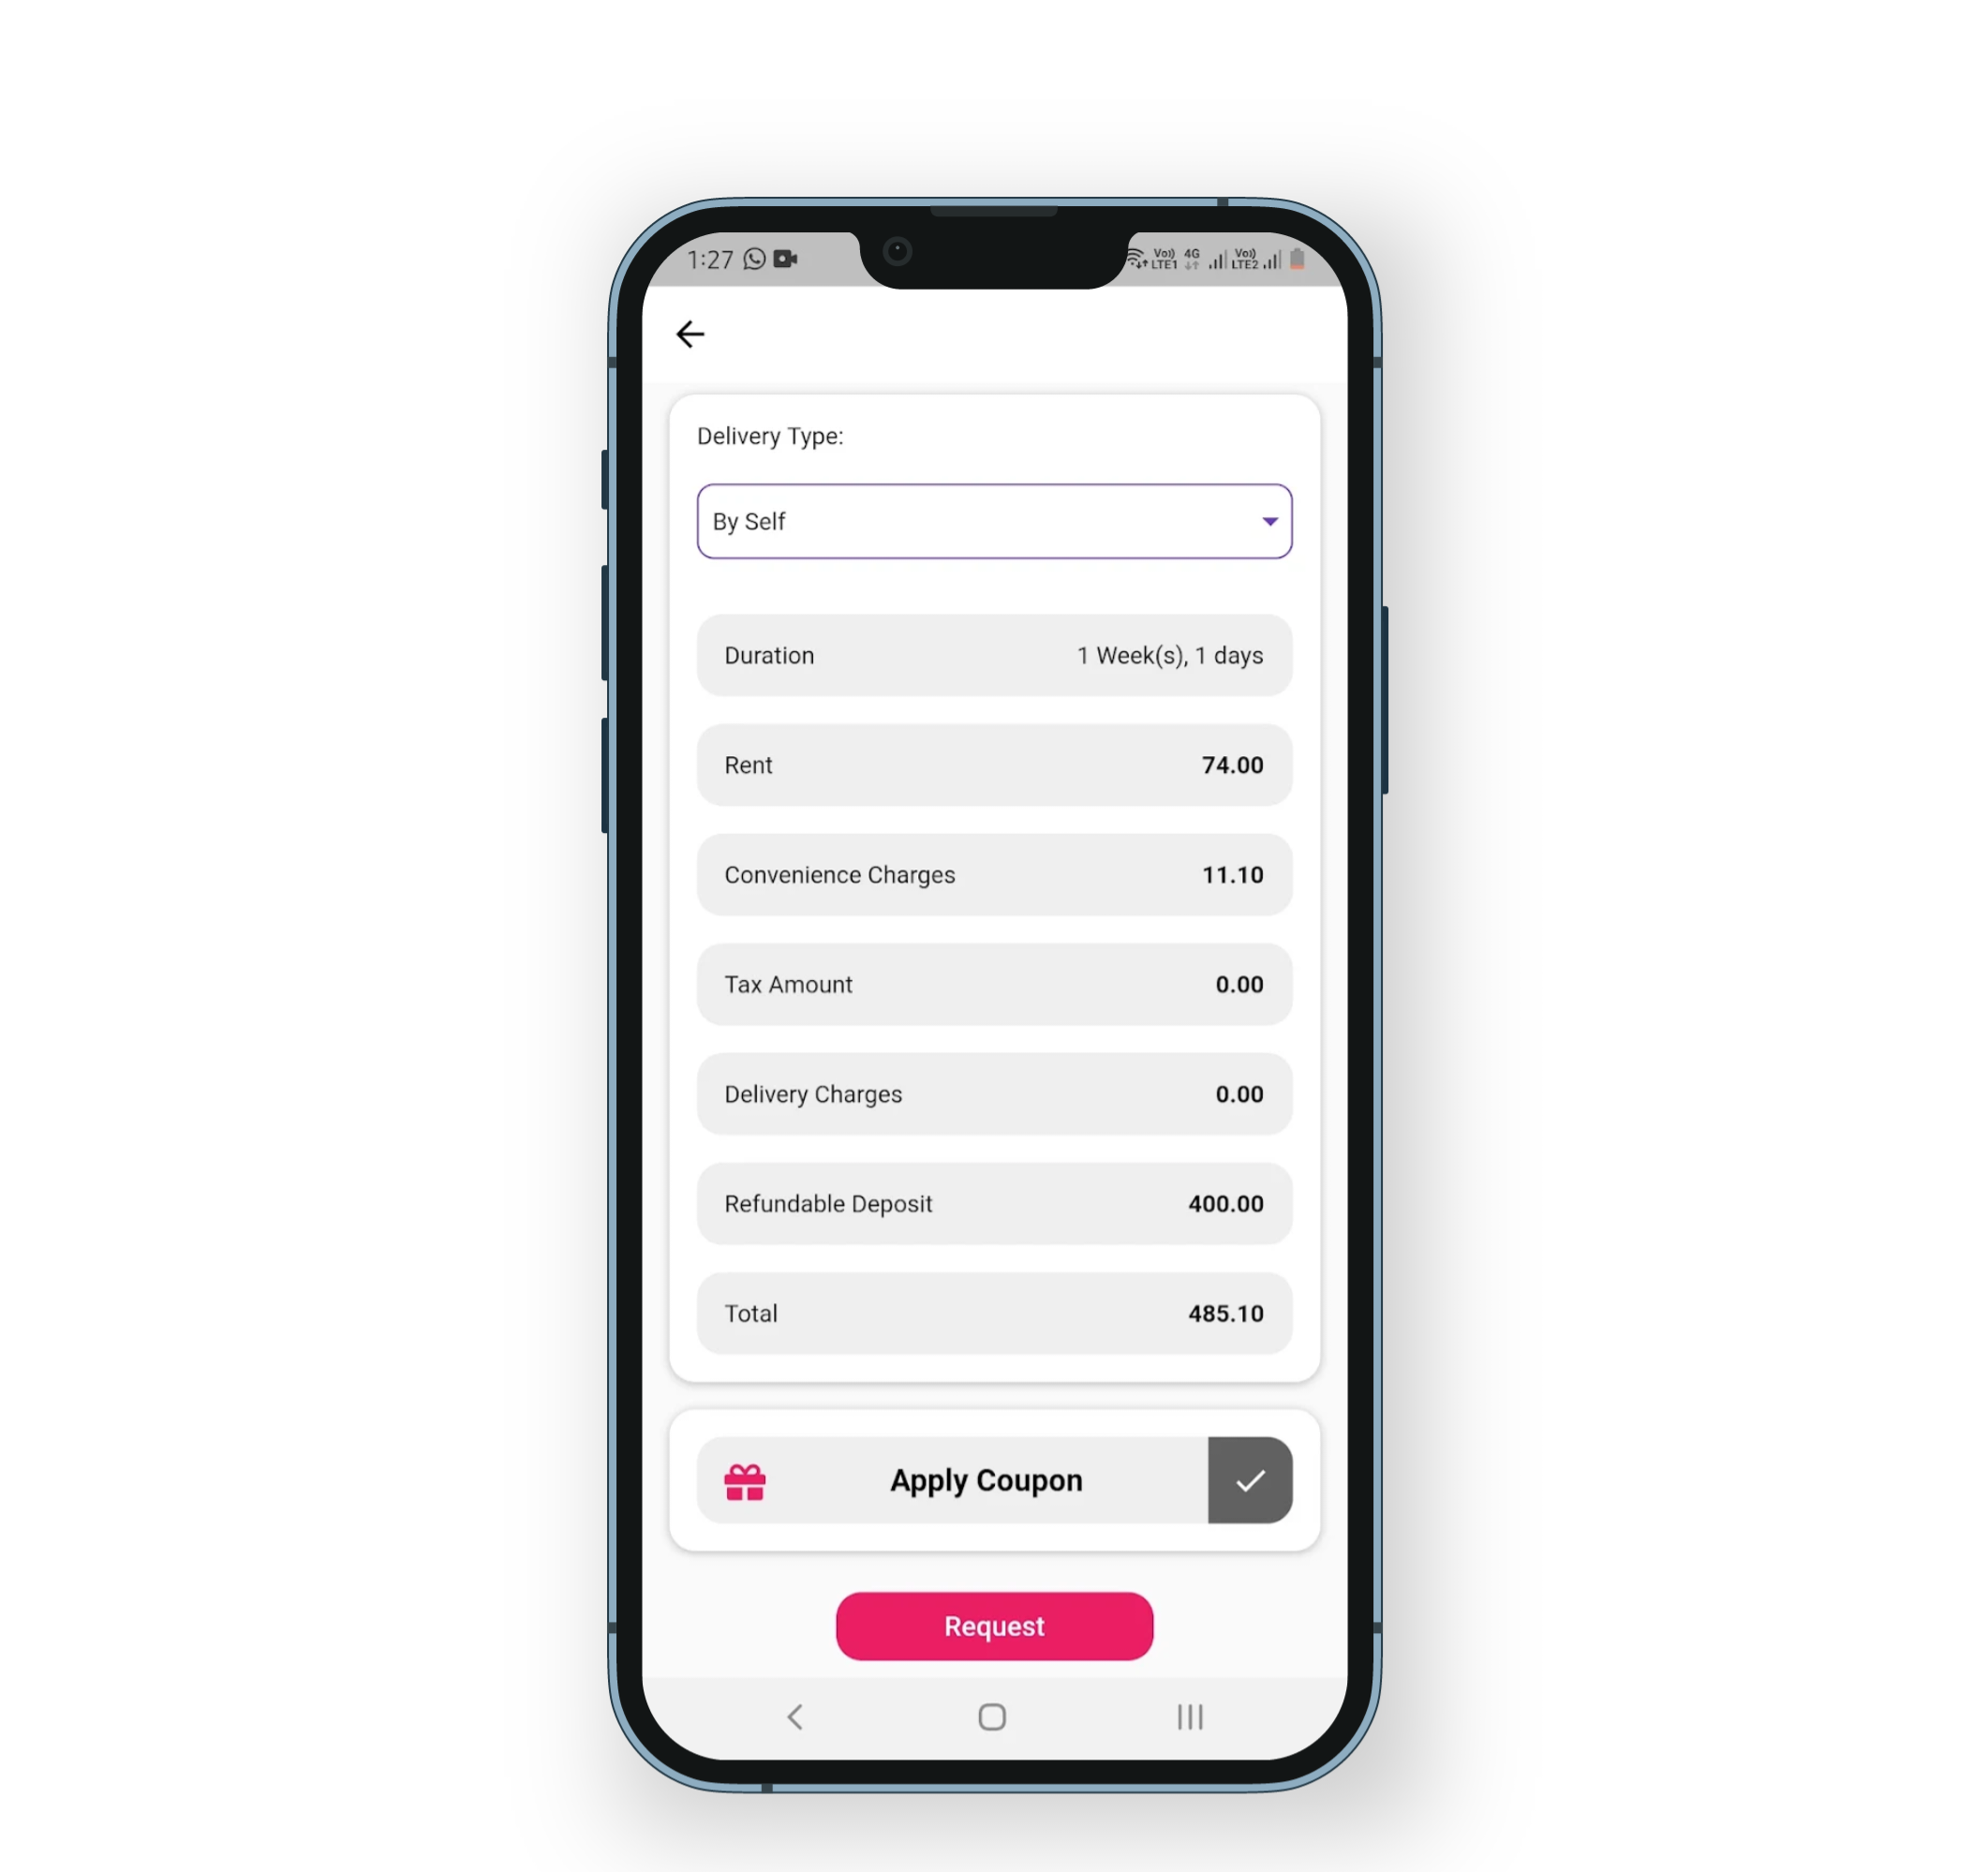 1:27 Vo) LTE1 4G Vo) LTE2
Delivery Type:
By Self
Duration 1 Week(s), 1 days
Rent 74.00
Convenience Charges 11.10
Tax Amount 0.00
Delivery Charges 0.00
Refundable Deposit 400.00
Total 485.10
Apply Coupon
Request